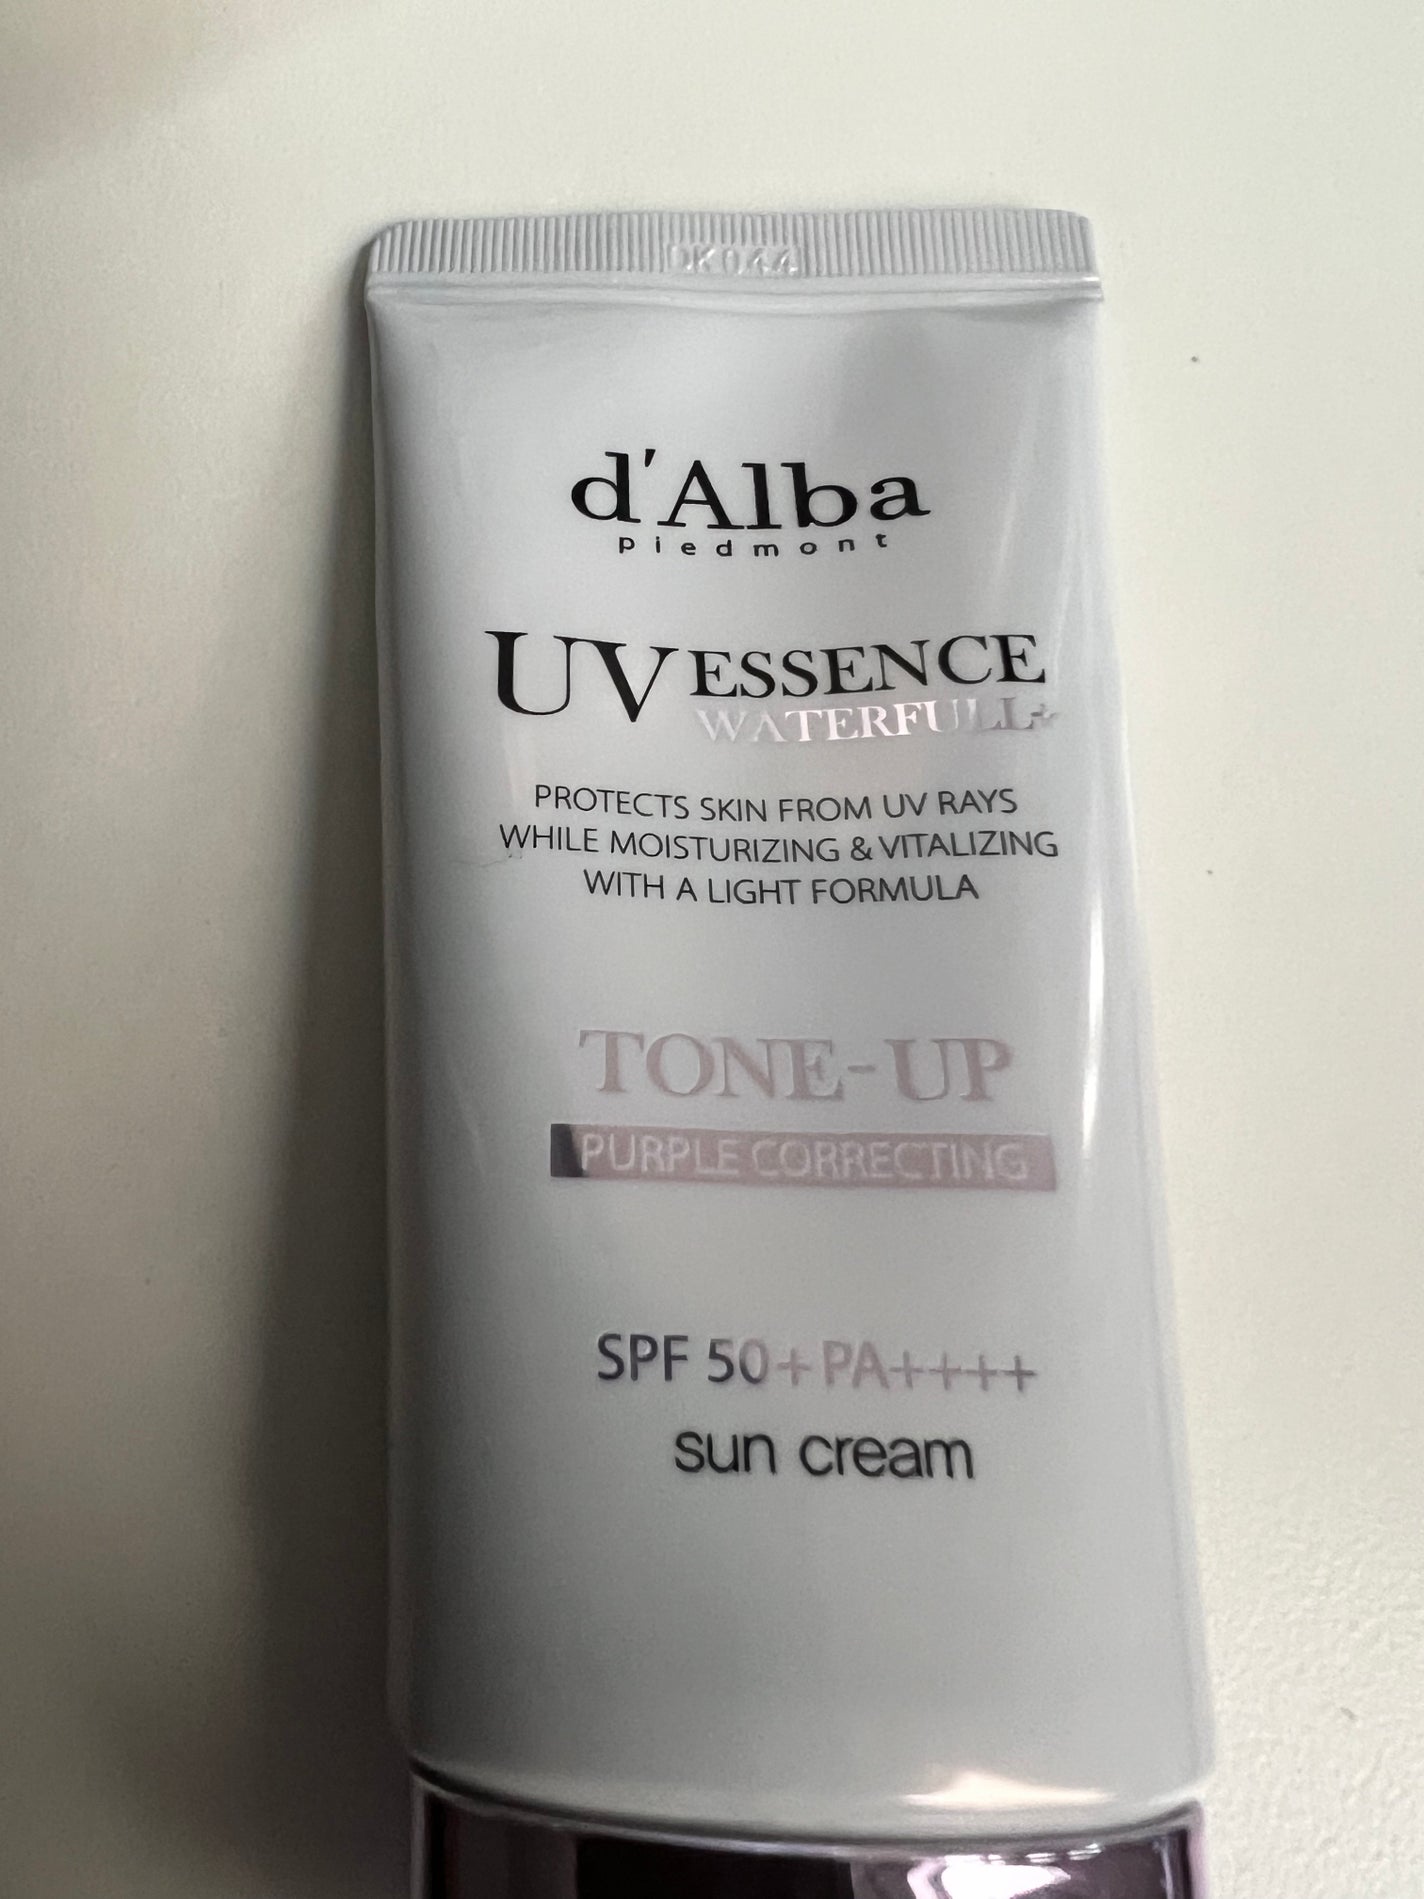 d'Alba
piedmont
UV ESSENCE
WATERFULL+
PROTECTS SKIN FROM UV RAYS
WHILE MOISTURIZING & VITALIZING
WITH A LIGHT FORMULA
TONE-UP
PURPLE CORRECTING
SPF 50+ PA++++
sun cream